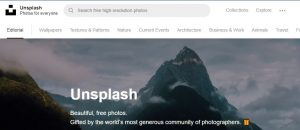 Unsplash
Photos for everyone
Search free high-resolution photos
Collections
Explore
Editorial
Wallpapers
Textures & Patterns
Nature
Current Events
Architecture
Business & Work
Animals
Travel
Unsplash
Beautiful, free photos.
Gifted by the world's most generous community of photographers.